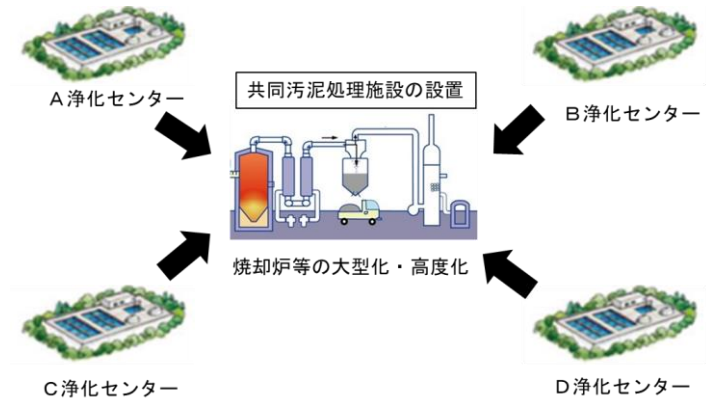 A浄化センター
B浄化センター
共同汚泥処理施設の設置
焼却炉等の大型化・高度化
C浄化センター
D浄化センター